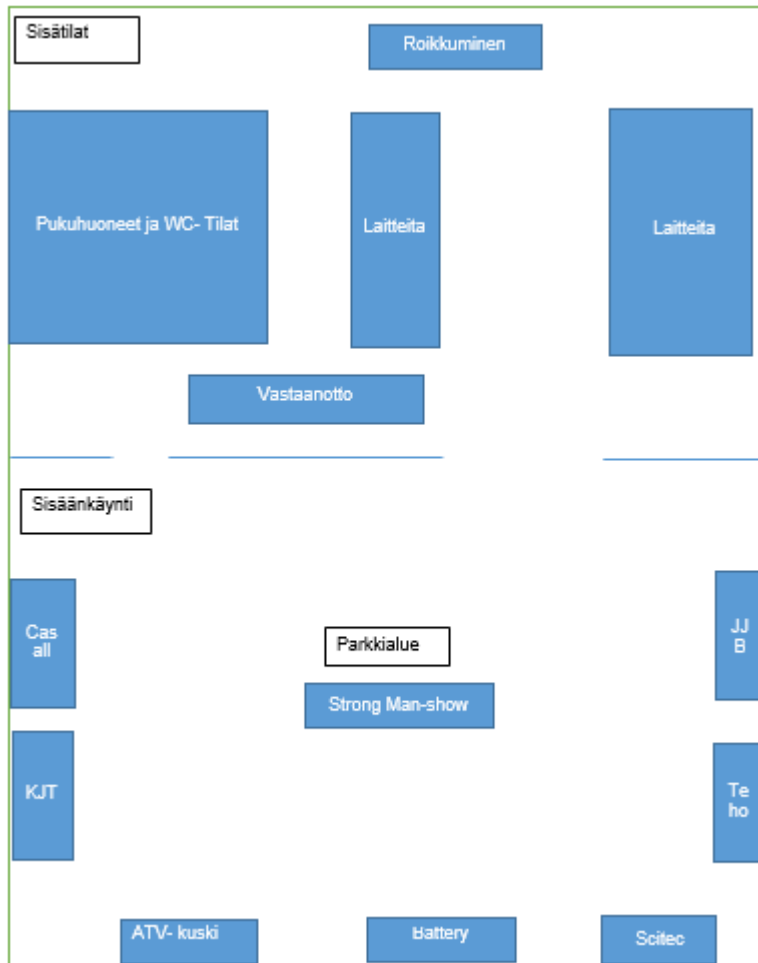 Sisätilat
Roikkuminen
Pukuhuoneet ja WC- Tilat
Laitteita
Laitteita
Vastaanotto
Sisäänkäynti
Cas
all
Parkkialue
JJ
B
Strong Man-show
KJT
Te
ho
ATV- kuski
Battery
Scitec